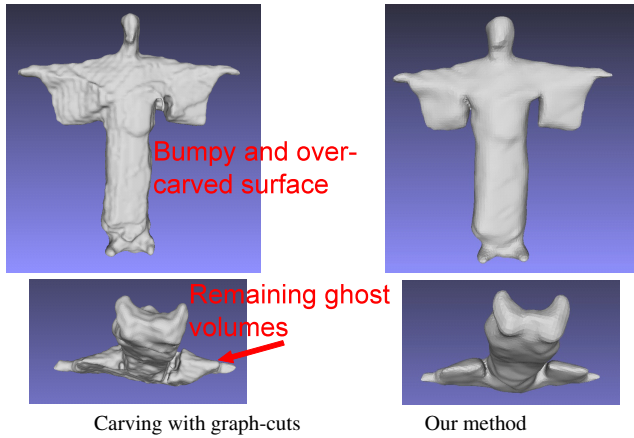 Bumpy and over-
carved surface
Remaining ghost
volumes
Carving with graph-cuts
Our method